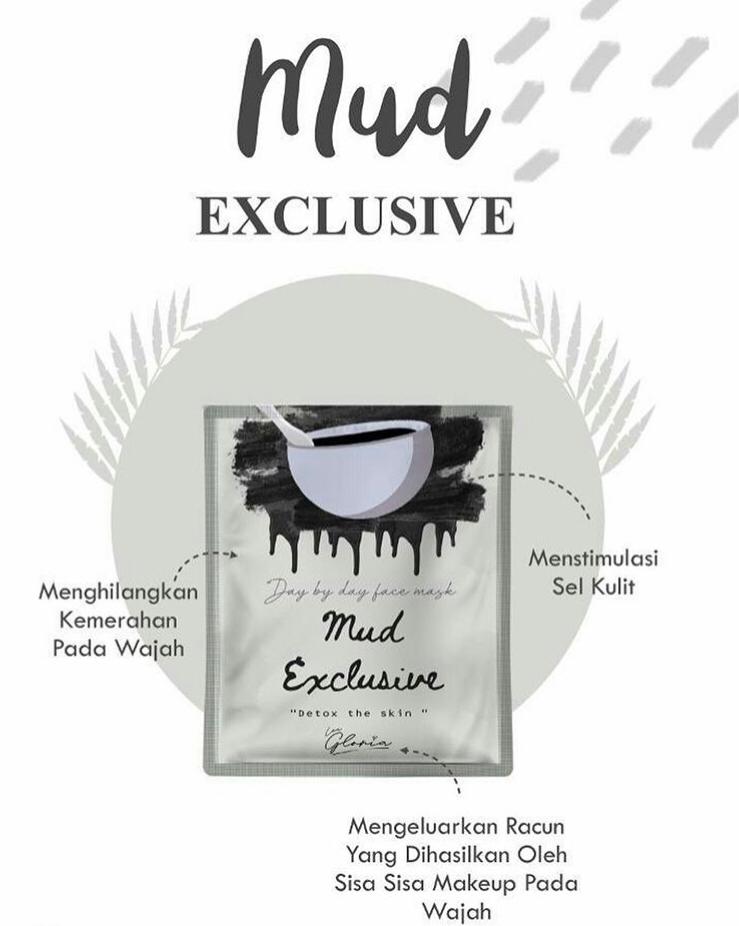 Mud
EXCLUSIVE
Menstimulasi
Sel Kulit
Menghilangkan
Kemerahan
Pada Wajah
Day by day face mask
Mud
Exclusive
"Detox the skin "
Gloria
Mengeluarkan Racun
Yang Dihasilkan Oleh
Sisa Sisa Makeup Pada
Wajah